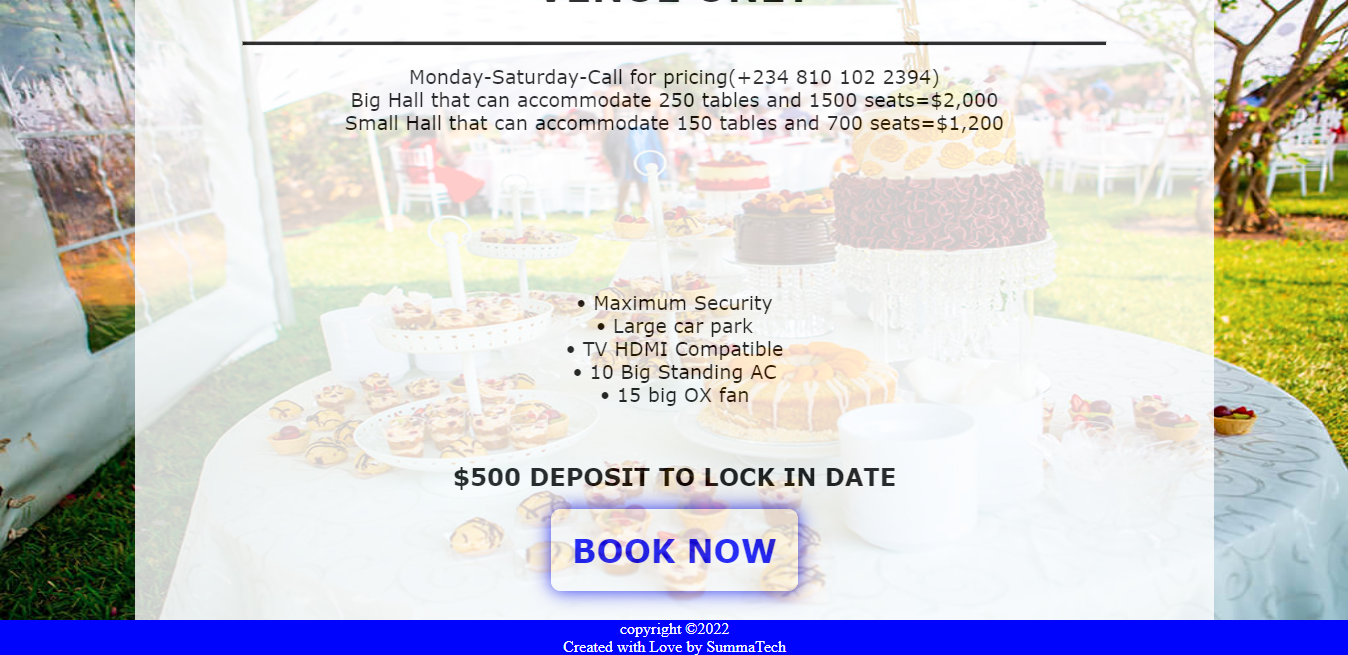 VENUE ONLY
Monday-Saturday-Call for pricing(+234 810 102 2394)
Big Hall that can accommodate 250 tables and 1500 seats=$2,000
Small Hall that can accommodate 150 tables and 700 seats=$1,200
• Maximum Security
• Large car park
• TV HDMI Compatible
• 10 Big Standing AC
• 15 big OX fan
$500 DEPOSIT TO LOCK IN DATE
BOOK NOW
copyright ©2022
Created with Love by SummaTech